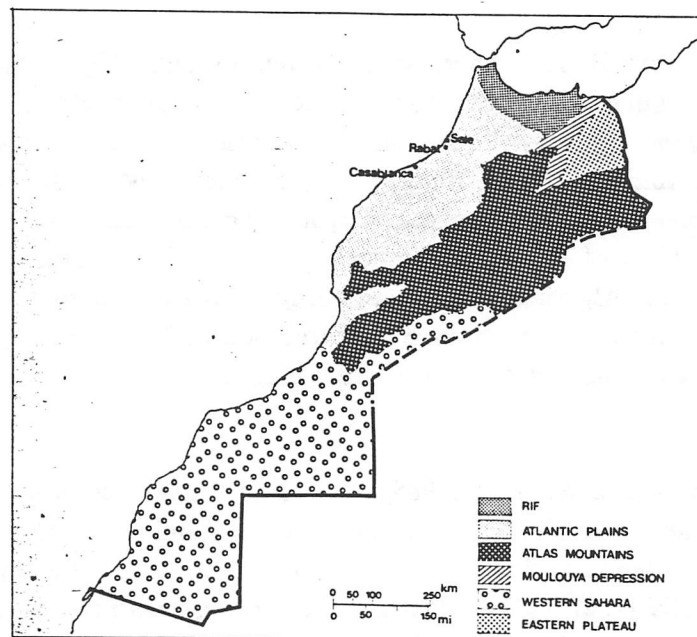 Sale
Rabat
Casablanca
RIF
ATLANTIC PLAINS
ATLAS MOUNTAINS
MOULOUYA DEPRESSION
WESTERN SAHARA
EASTERN PLATEAU
0 50 100 250 km
0 50 150 mi